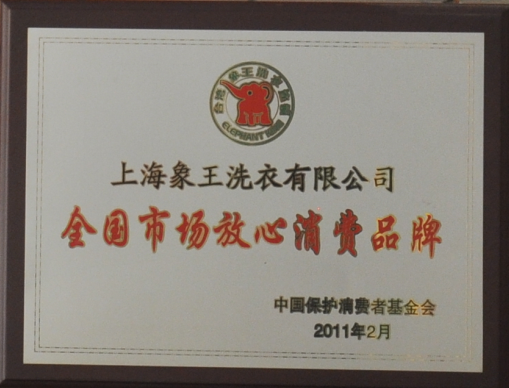 上海象王洗衣有限公司
全国市场放心消费品牌
中国保护消费者基金会
2011年2月